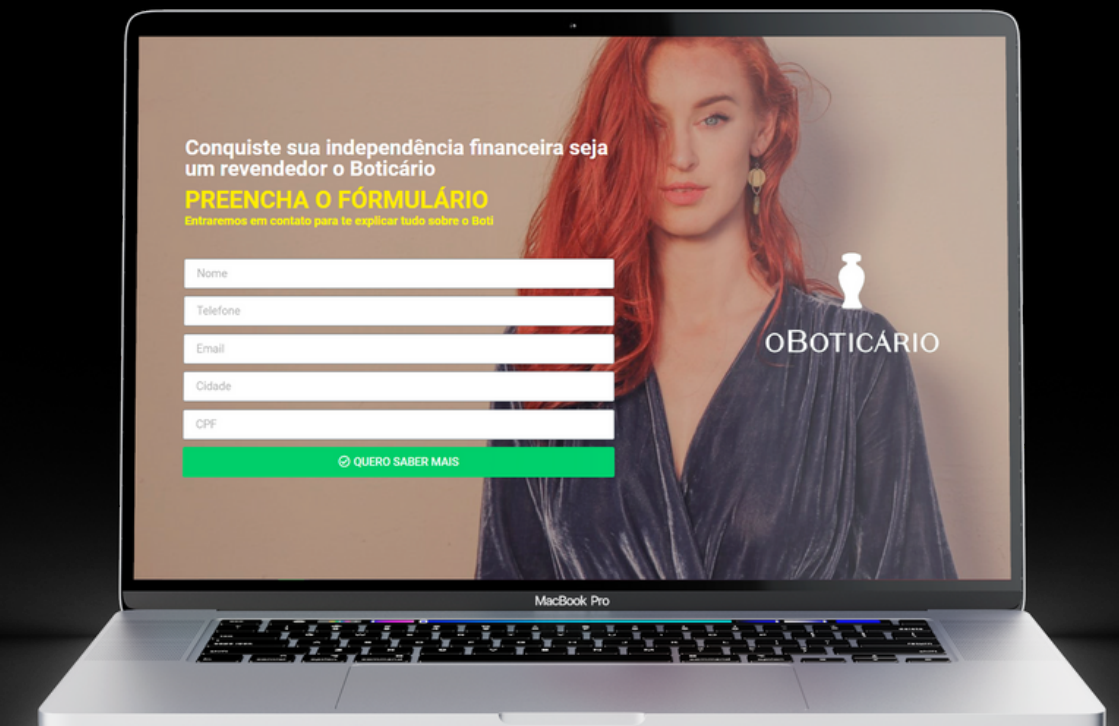 Conquiste sua independência financeira seja
um revendedor o Boticário
PREENCHA O FÓRMULÁRIO
Entraremos em contato para te explicar tudo sobre o Boti
Nome
Telefone
Email
Cidade
CPF
QUERO SABER MAIS
oBOTICÁRIO
MacBook Pro